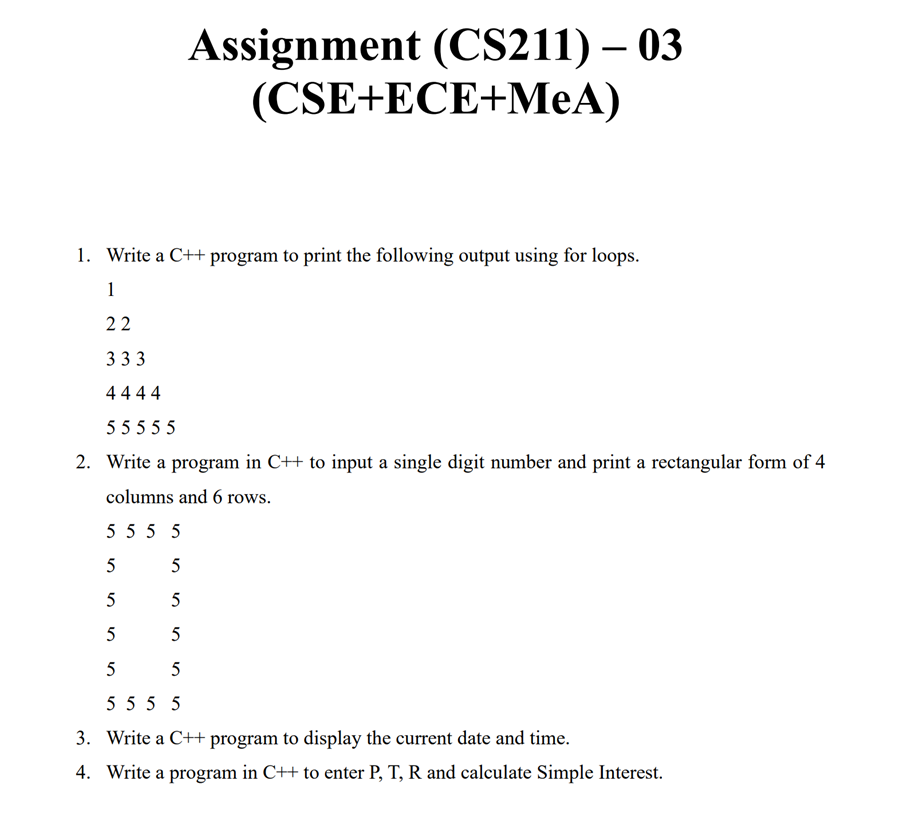 Assignment (CS211) – 03
(CSE+ECE+MeA)
1. Write a C++ program to print the following output using for loops.
1
2 2
3 3 3
4 4 4 4
5 5 5 5 5
2. Write a program in C++ to input a single digit number and print a rectangular form of 4
columns and 6 rows.
5 5 5 5
5 5
5 5
5 5
5 5
5 5 5 5
3. Write a C++ program to display the current date and time.
4. Write a program in C++ to enter P, T, R and calculate Simple Interest.